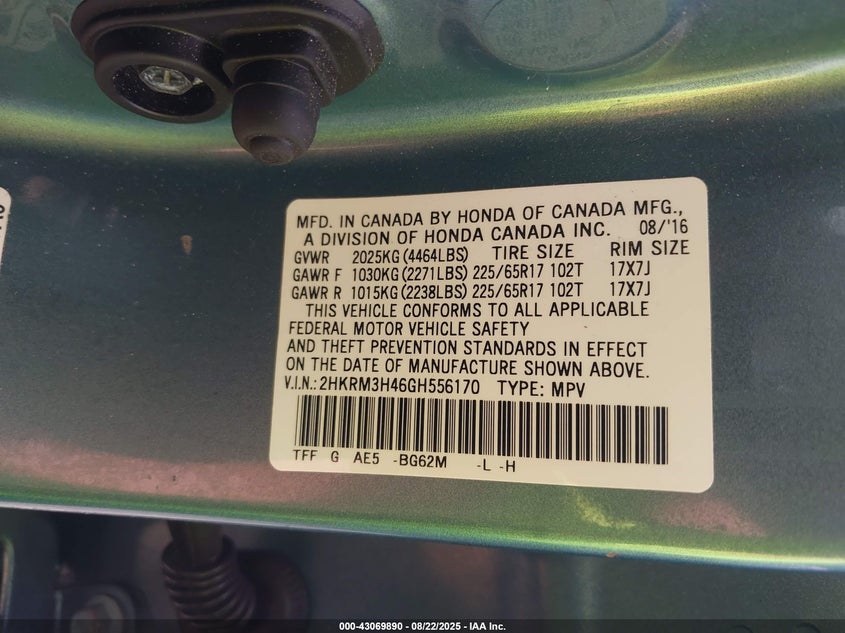 MFD. IN CANADA BY HONDA OF CANADA MFG.,
A DIVISION OF HONDA CANADA INC. 08/'16
GVWR 2025KG (4464LBS) TIRE SIZE RIM SIZE
GAWR F 1030KG (2271LBS) 225/65R17 102T 17X7J
GAWR R 1015KG (2238LBS) 225/65R17 102T 17X7J
THIS VEHICLE CONFORMS TO ALL APPLICABLE
FEDERAL MOTOR VEHICLE SAFETY
AND THEFT PREVENTION STANDARDS IN EFFECT
ON THE DATE OF MANUFACTURE SHOWN ABOVE.
V.I.N.: 2HKRM3H46GH556170 TYPE: MPV
TFF G AE5 -BG62M -L -H
000-43069890 - 08/22/2025 - IAA Inc.